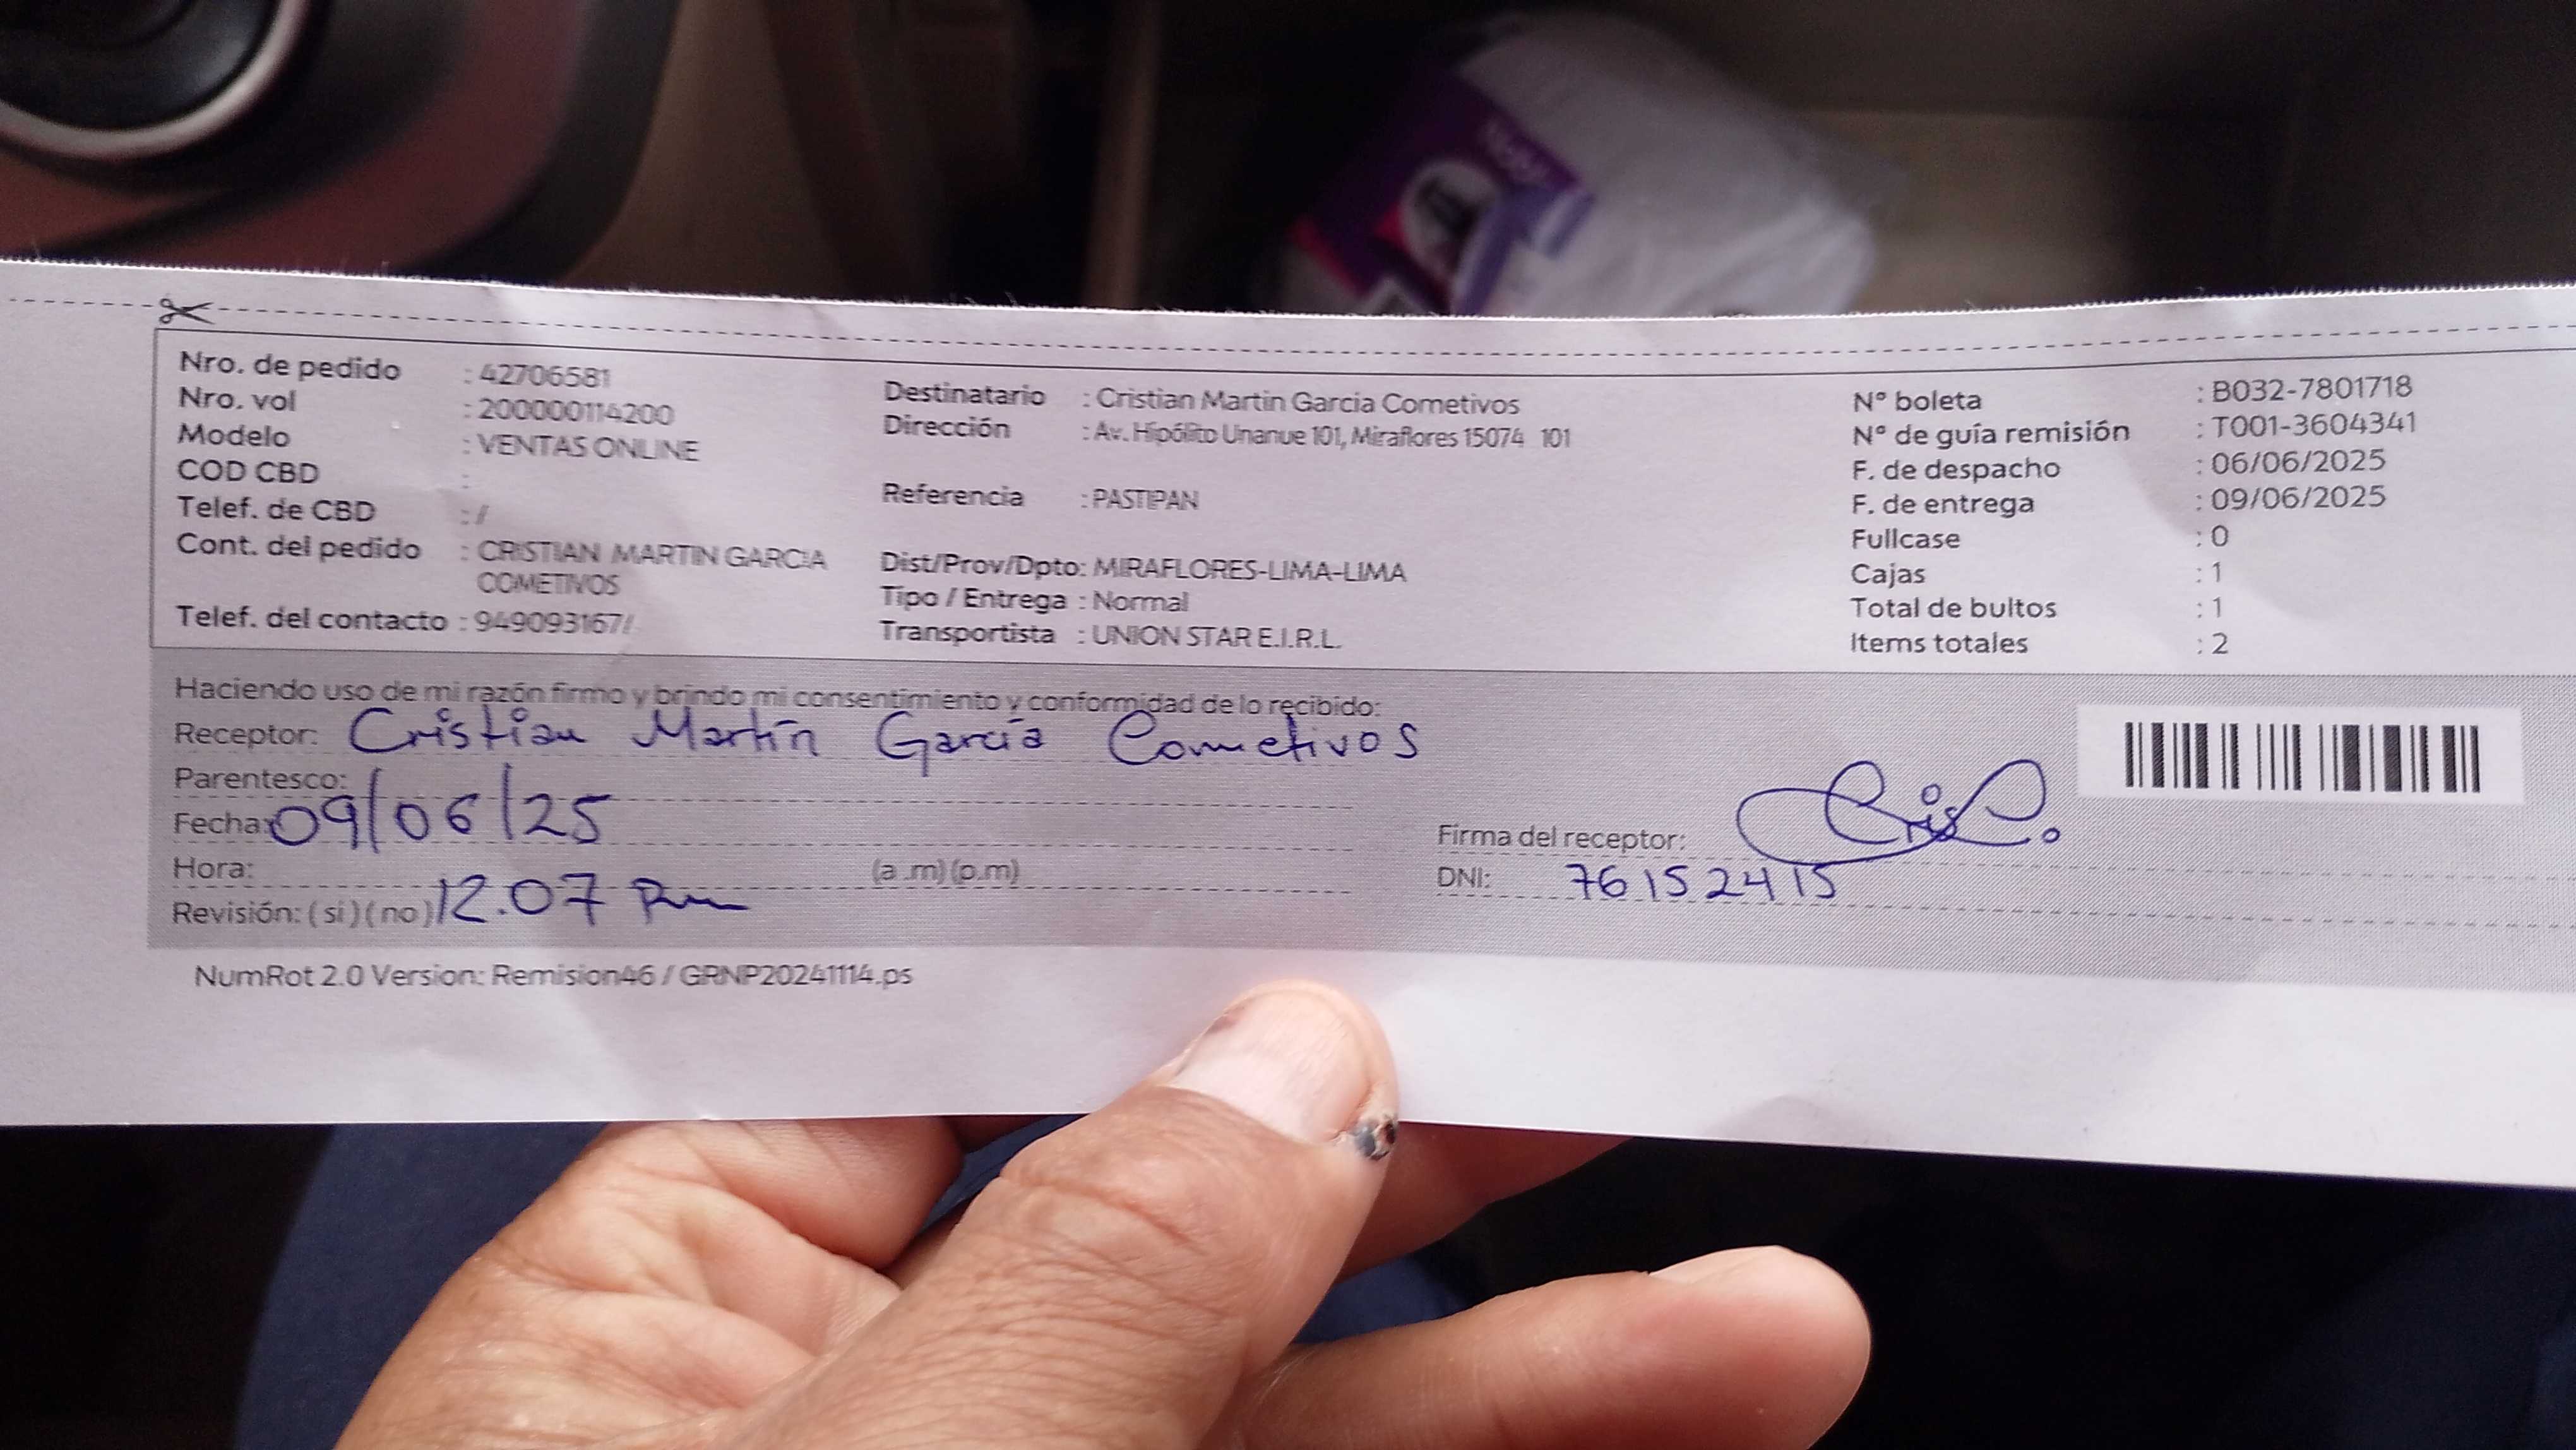 Nro. de pedido : 42706581
Nro. vol : 200000114200
Modelo : VENTAS ONLINE
COD CBD :
Telef. de CBD : /
Cont. del pedido : CRISTIAN MARTIN GARCIA
COMETIVOS
Telef. del contacto : 949093167/
Destinatario : Cristian Martin Garcia Cometivos
Dirección : Av. Hipólito Unanue 101, Miraflores 15074 101
Referencia : PASTIPAN
Dist/Prov/Dpto: MIRAFLORES-LIMA-LIMA
Tipo / Entrega : Normal
Transportista : UNION STAR E.I.R.L.
N° boleta : B032-7801718
N° de guía remisión : T001-3604341
F. de despacho : 06/06/2025
F. de entrega : 09/06/2025
Fullcase : 0
Cajas : 1
Total de bultos : 1
Items totales : 2
Haciendo uso de mi razón firmo y brindo mi consentimiento y conformidad de lo recibido:
Receptor: Cristian Martín García Cometivos
Parentesco:
Fecha: 09/06/25
Hora: 12.07 Pm (a.m)(p.m)
Revisión: (si)(no)
Firma del receptor:
DNI: 76152415
NumRot 2.0 Version: Remision46 / GRNP20241114.ps